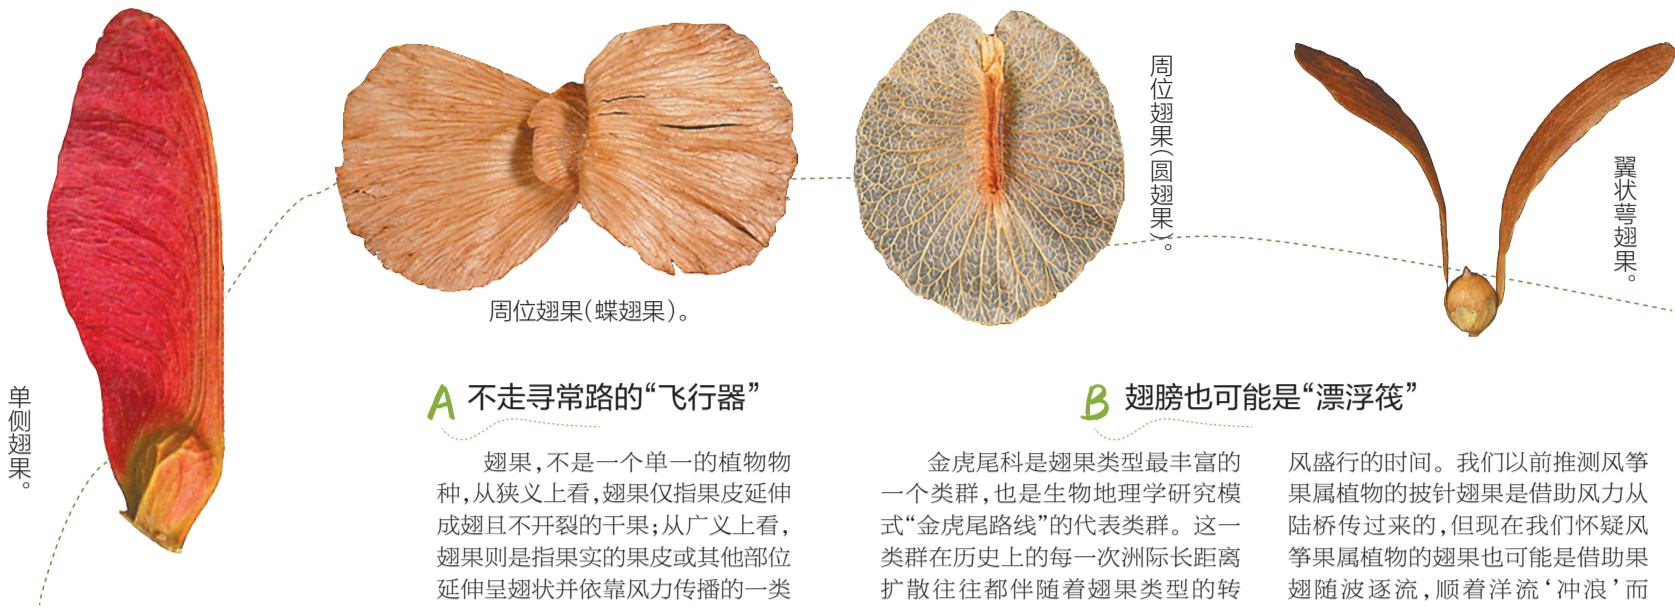 单侧翅果。
周位翅果(蝶翅果)。
周位翅果(圆翅果)。
翼状萼翅果。
A 不走寻常路的“飞行器”
翅果,不是一个单一的植物物
种,从狭义上看,翅果仅指果皮延伸
成翅且不开裂的干果;从广义上看,
翅果则是指果实的果皮或其他部位
延伸呈翅状并依靠风力传播的一类
B 翅膀也可能是“漂浮筏”
金虎尾科是翅果类型最丰富的
一个类群,也是生物地理学研究模
式“金虎尾路线”的代表类群。这一
类群在历史上的每一次洲际长距离
扩散往往都伴随着翅果类型的转
风盛行的时间。我们以前推测风筝
果属植物的披针翅果是借助风力从
陆桥传过来的,但现在我们怀疑风
筝果属植物的翅果也可能是借助果
翅随波逐流,顺着洋流‘冲浪’而